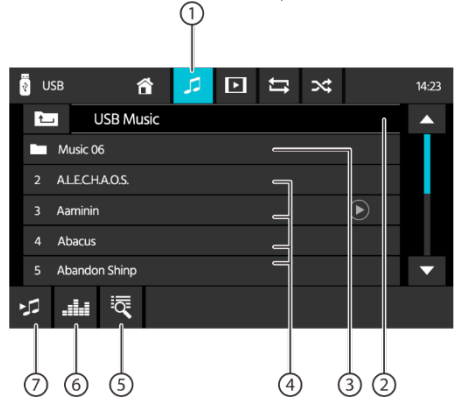 1
USB
14:23
USB Music
Music 06
2 A.L.E.C.H.A.O.S.
3 Aaminin
4 Abacus
5 Abandon Shinp
7 6 5 4 3 2